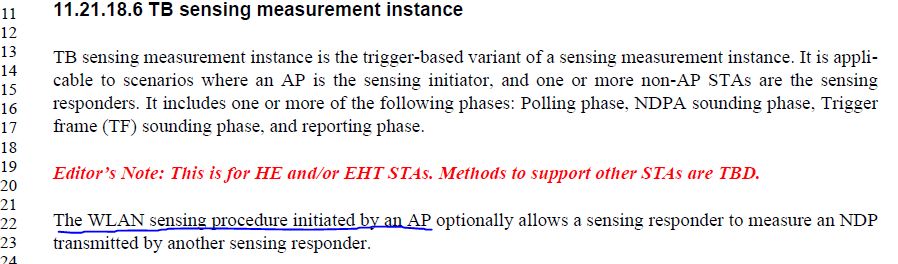 11 11.21.18.6 TB sensing measurement instance
12
13 TB sensing measurement instance is the trigger-based variant of a sensing measurement instance. It is appli-
14 cable to scenarios where an AP is the sensing initiator, and one or more non-AP STAs are the sensing
15
16 responders. It includes one or more of the following phases: Polling phase, NDPA sounding phase, Trigger
17 frame (TF) sounding phase, and reporting phase.
18
19 Editor's Note: This is for HE and/or EHT STAs. Methods to support other STAs are TBD.
20
21
22 The WLAN sensing procedure initiated by an AP optionally allows a sensing responder to measure an NDP
23 transmitted by another sensing responder.
24